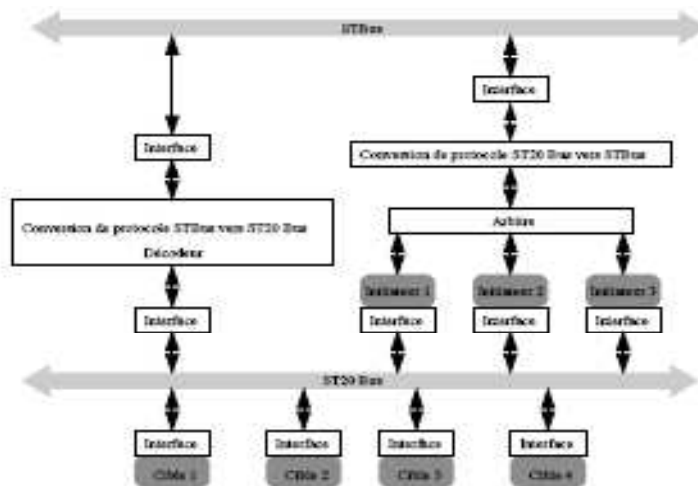 STBus
Interface
Interface
Conversion de protocole ST20 Bus vers STBus
Conversion de protocole STBus vers ST20 Bus
Décodeur
Arbitre
Initiateur 1
Initiateur 2
Initiateur 3
Interface
Interface
Interface
Interface
ST20 Bus
Interface
Interface
Interface
Interface
Cible 1
Cible 2
Cible 3
Cible 4